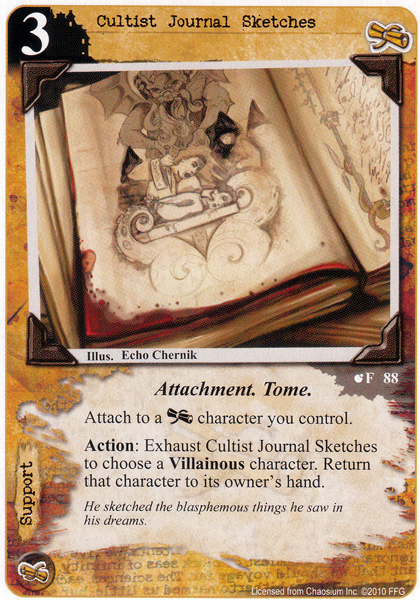 3
Cultist Journal Sketches
Illus. Echo Chernik
F 88
Attachment. Tome.
Attach to a character you control.
Action: Exhaust Cultist Journal Sketches
to choose a Villainous character. Return
that character to its owner's hand.
He sketched the blasphemous things he saw in
his dreams.
Support
Licensed from Chaosium Inc. ©2010 FFG